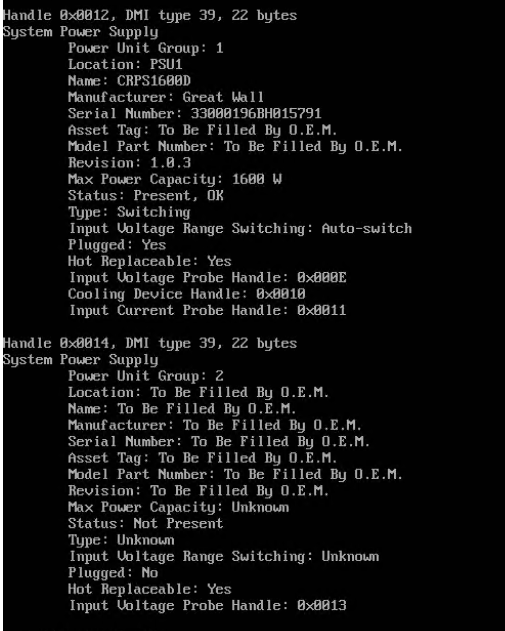 Handle 0x0012, DMI type 39, 22 bytes
System Power Supply
Power Unit Group: 1
Location: PSU1
Name: CRPS1600D
Manufacturer: Great Wall
Serial Number: 33000196BH015791
Asset Tag: To Be Filled By O.E.M.
Model Part Number: To Be Filled By O.E.M.
Revision: 1.0.3
Max Power Capacity: 1600 W
Status: Present, OK
Type: Switching
Input Voltage Range Switching: Auto-switch
Plugged: Yes
Hot Replaceable: Yes
Input Voltage Probe Handle: 0x000E
Cooling Device Handle: 0x0010
Input Current Probe Handle: 0x0011
Handle 0x0014, DMI type 39, 22 bytes
System Power Supply
Power Unit Group: 2
Location: To Be Filled By O.E.M.
Name: To Be Filled By O.E.M.
Manufacturer: To Be Filled By O.E.M.
Serial Number: To Be Filled By O.E.M.
Asset Tag: To Be Filled By O.E.M.
Model Part Number: To Be Filled By O.E.M.
Revision: To Be Filled By O.E.M.
Max Power Capacity: Unknown
Status: Not Present
Type: Unknown
Input Voltage Range Switching: Unknown
Plugged: No
Hot Replaceable: Yes
Input Voltage Probe Handle: 0x0013